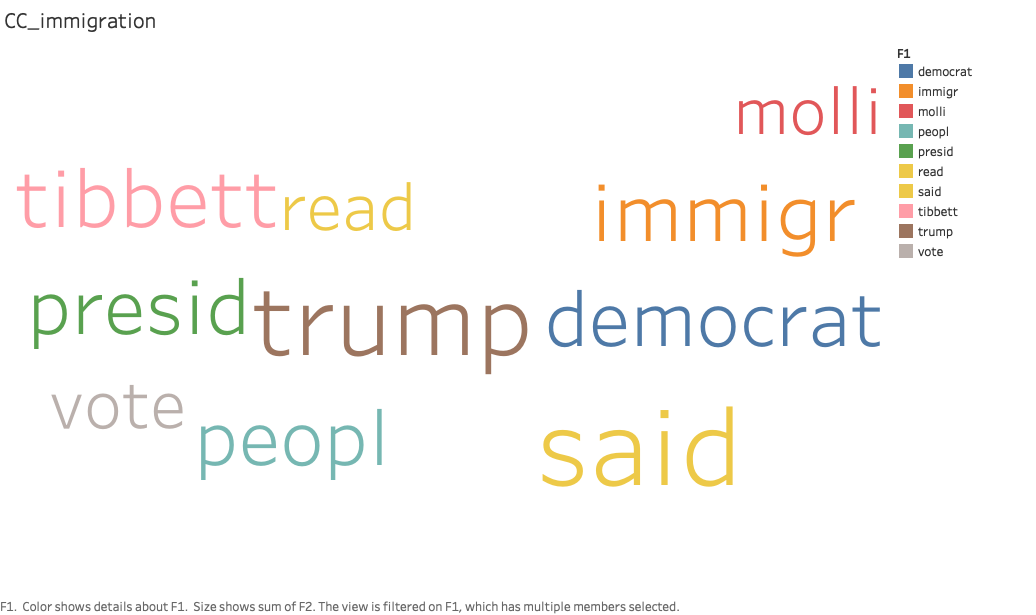 CC_immigration
F1
democrat
immigr
molli
peopl
presid
read
said
tibbett
trump
vote
molli
tibbett read immigr
presid trump democrat
vote peopl said
F1. Color shows details about F1. Size shows sum of F2. The view is filtered on F1, which has multiple members selected.